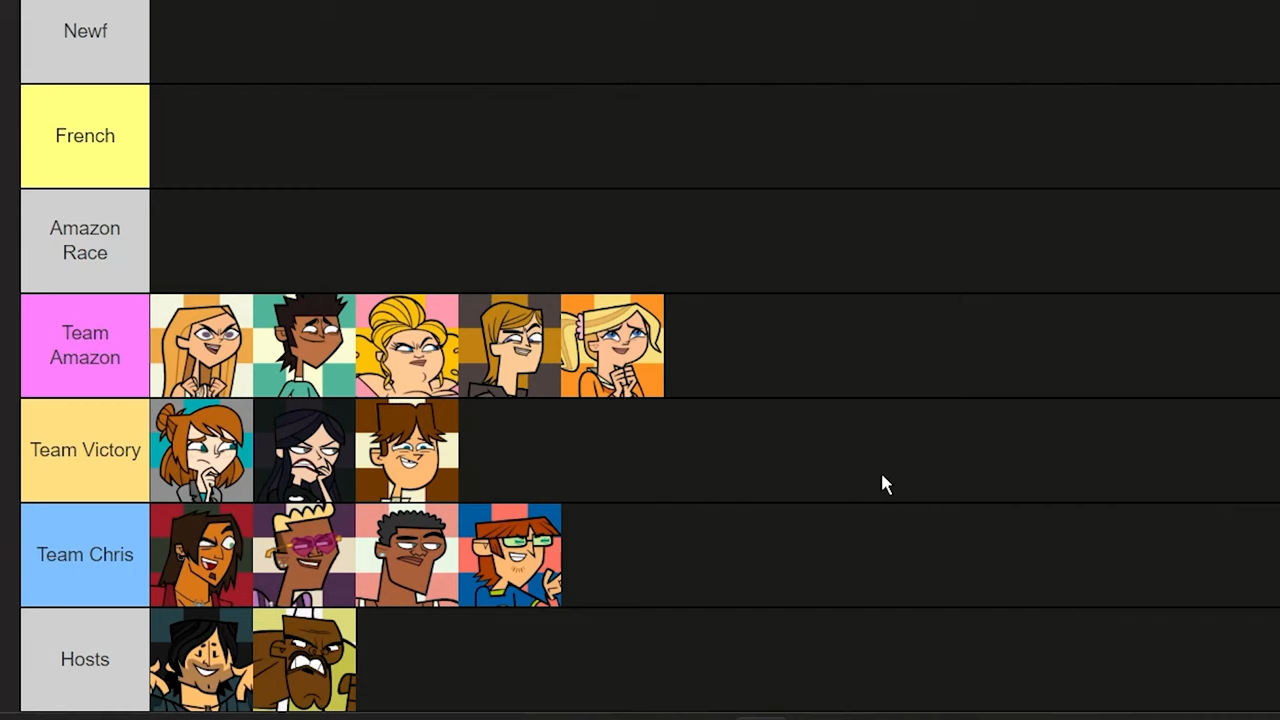 Newf
French
Amazon
Race
Team
Amazon
Team Victory
Team Chris
Hosts